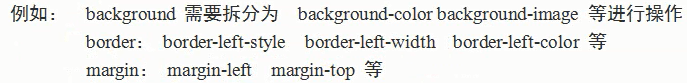 例如： background 需要拆分为 background-color background-image 等进行操作
border： border-left-style border-left-width border-left-color 等
margin： margin-left margin-top 等